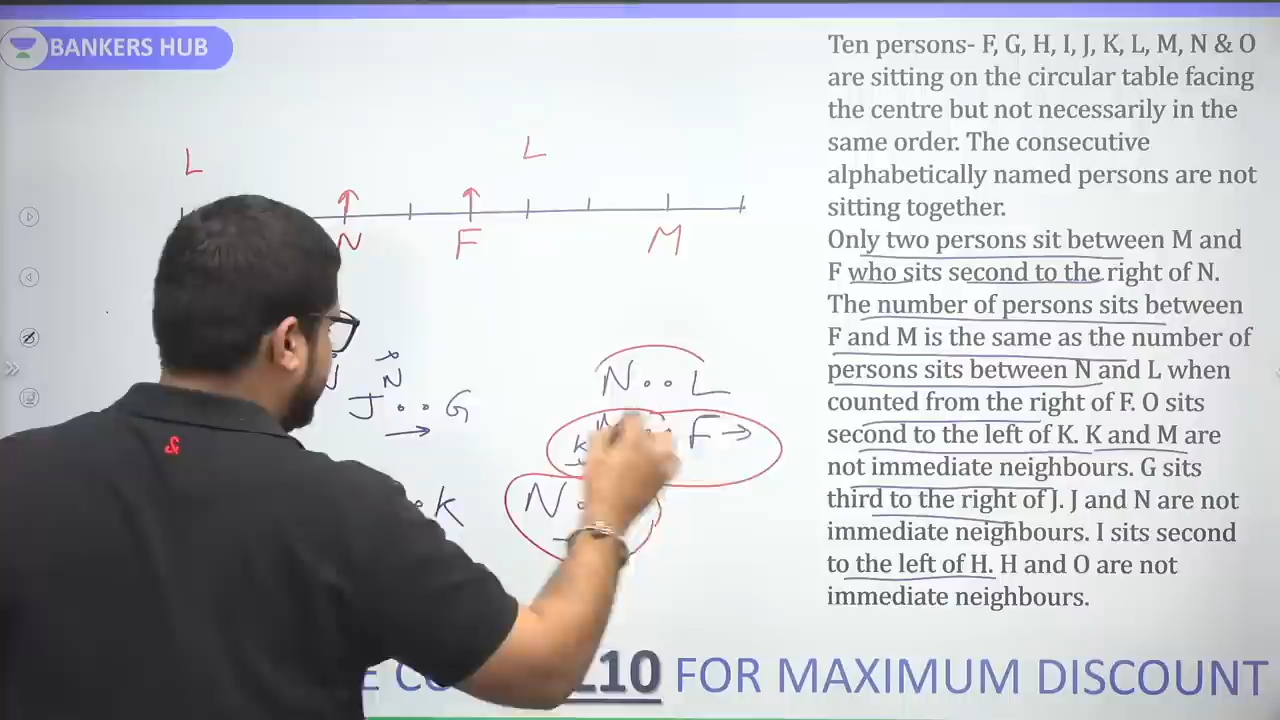 BANKERS HUB
Ten persons- F, G, H, I, J, K, L, M, N & O
are sitting on the circular table facing
the centre but not necessarily in the
same order. The consecutive
alphabetically named persons are not
sitting together.
Only two persons sit between M and
F who sits second to the right of N.
The number of persons sits between
F and M is the same as the number of
persons sits between N and L when
counted from the right of F. O sits
second to the left of K. K and M are
not immediate neighbours. G sits
third to the right of J. J and N are not
immediate neighbours. I sits second
to the left of H. H and O are not
immediate neighbours.
L L
N F M
N L
N
J G
F
K
K N
10 FOR MAXIMUM DISCOUNT